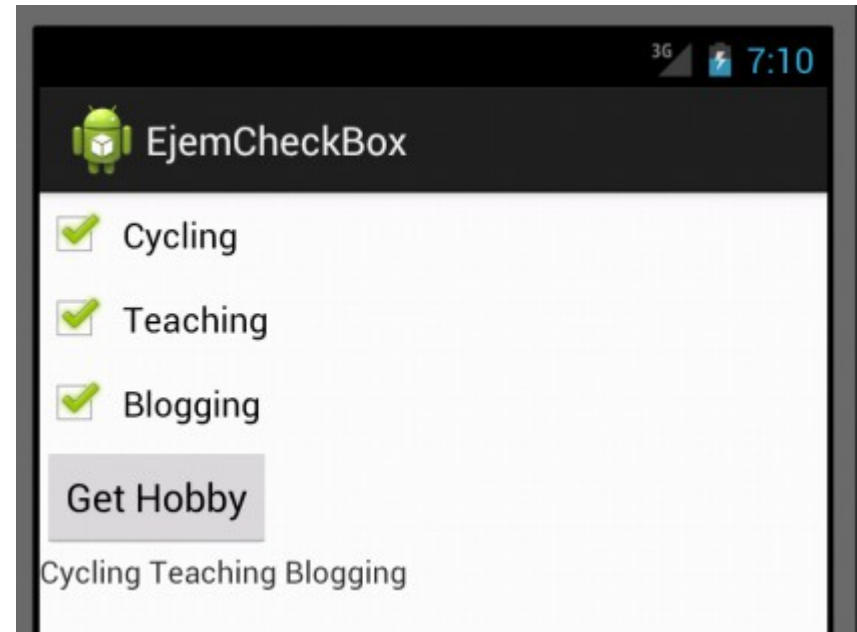 3G 7:10
EjemCheckBox
Cycling
Teaching
Blogging
Get Hobby
Cycling Teaching Blogging